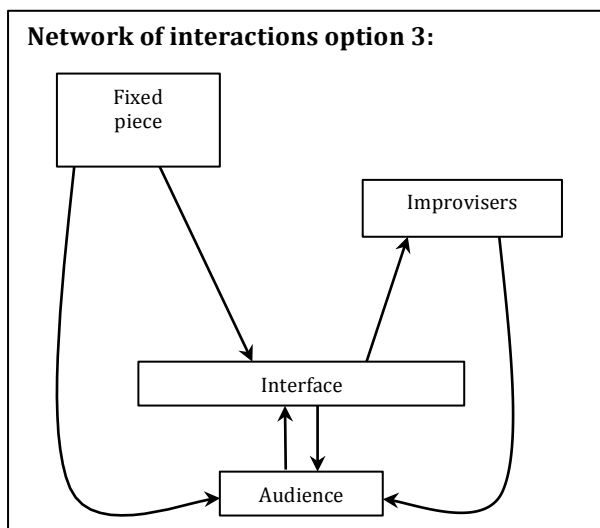 Network of interactions option 3:
Fixed
piece
Improvisers
Interface
Audience